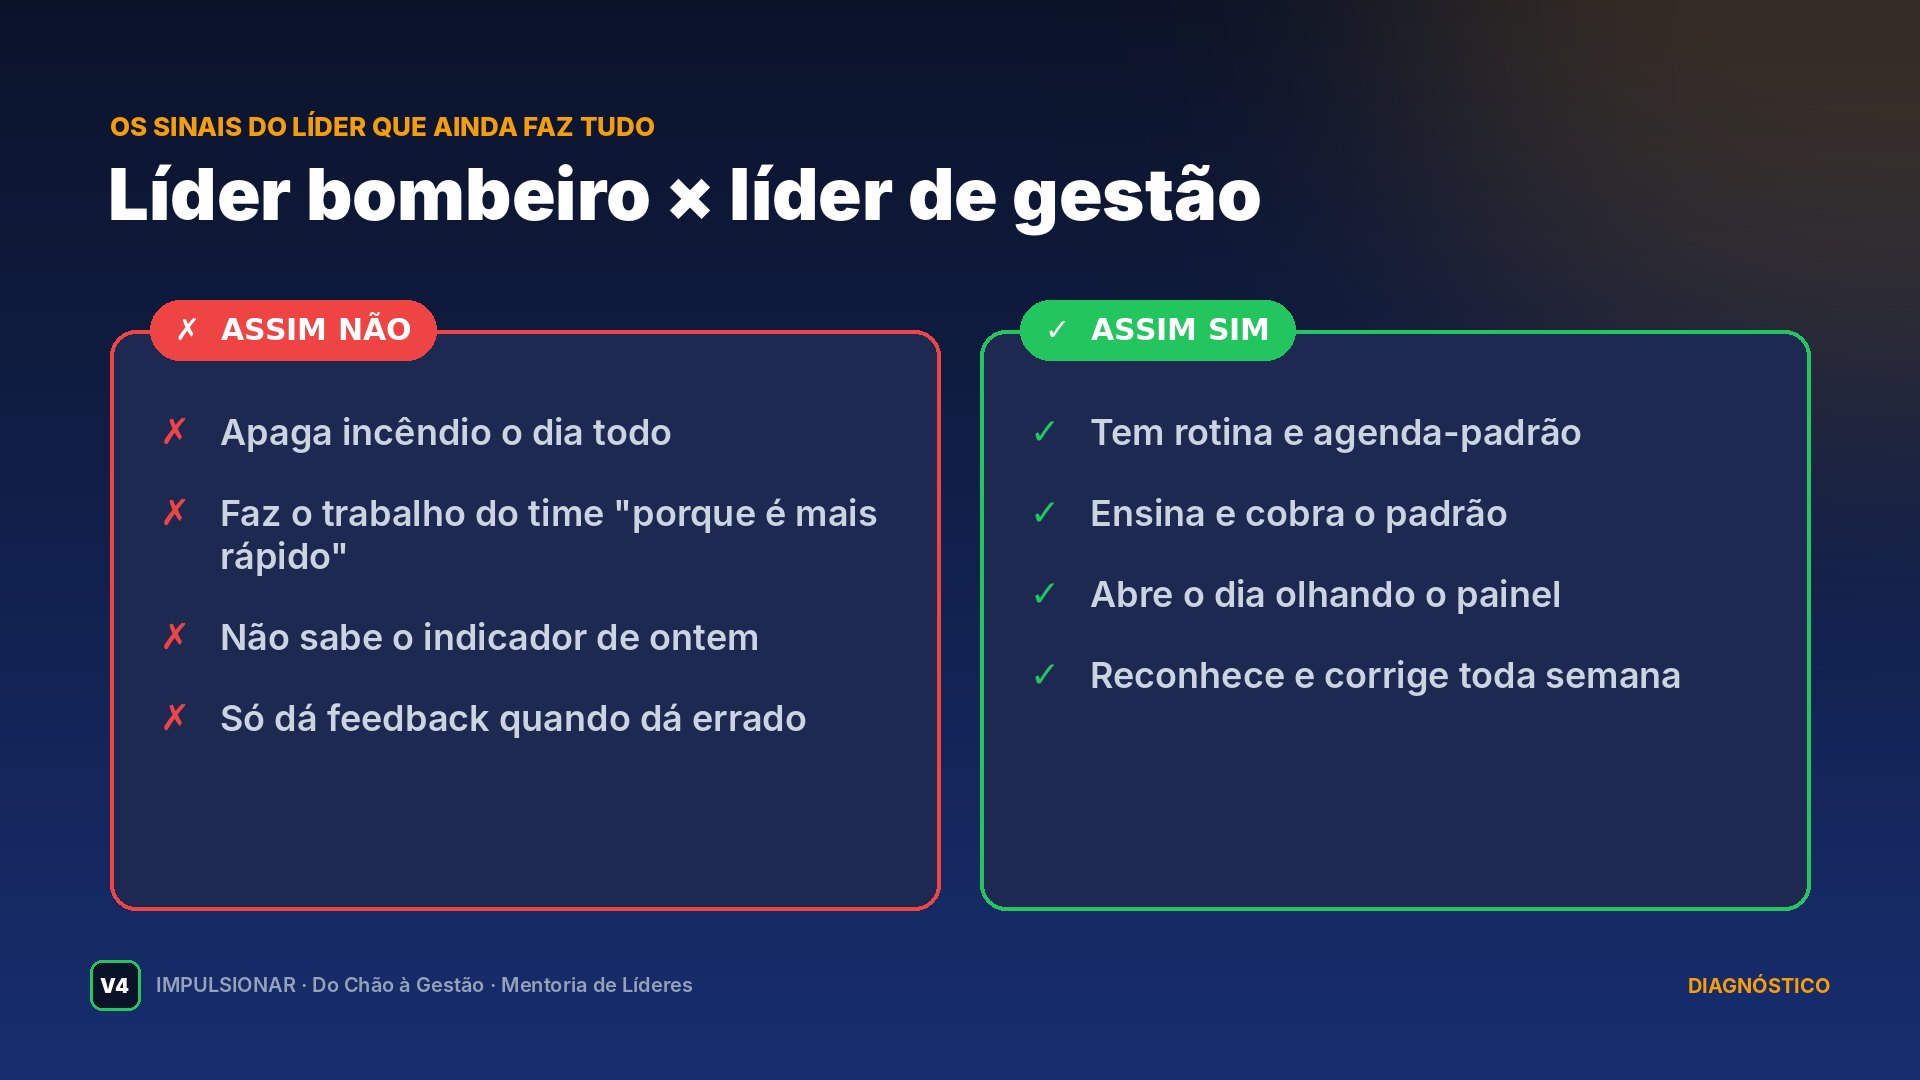 OS SINAIS DO LÍDER QUE AINDA FAZ TUDO
Líder bombeiro × líder de gestão
✗ ASSIM NÃO
✗ Apaga incêndio o dia todo
✗ Faz o trabalho do time "porque é mais
rápido"
✗ Não sabe o indicador de ontem
✗ Só dá feedback quando dá errado
✓ ASSIM SIM
✓ Tem rotina e agenda-padrão
✓ Ensina e cobra o padrão
✓ Abre o dia olhando o painel
✓ Reconhece e corrige toda semana
V4 IMPULSIONAR · Do Chão à Gestão · Mentoria de Líderes
DIAGNÓSTICO